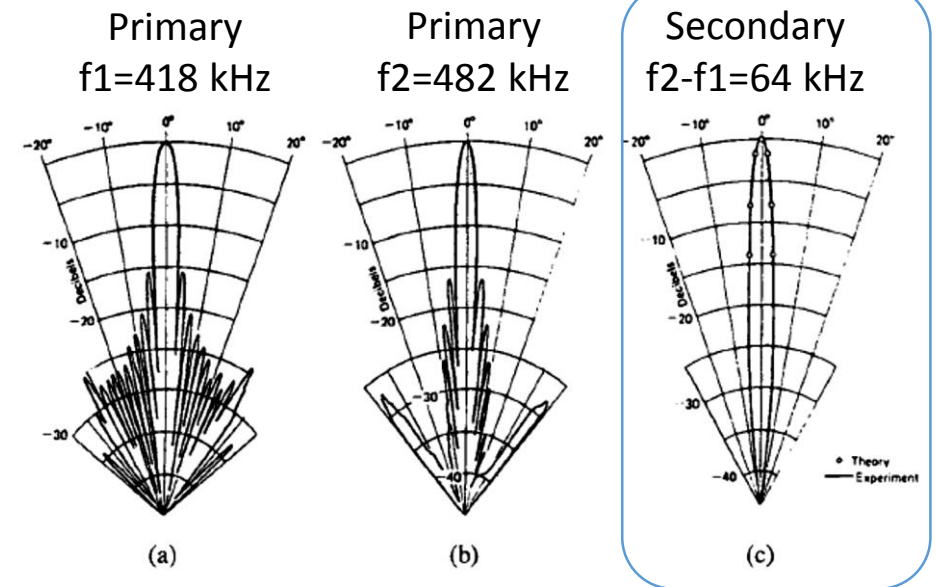 Primary
f1=418 kHz
-20°
-10°
0°
10°
20°
-10
Decibels
-20
-30
(a)
Primary
f2=482 kHz
-20°
-10°
0°
10°
20°
-10
Decibels
-20
-30
-40
(b)
Secondary
f2-f1=64 kHz
-20°
-10°
0°
10°
20°
-10
Decibels
-20
-30
-40
Theory
Experiment
(c)